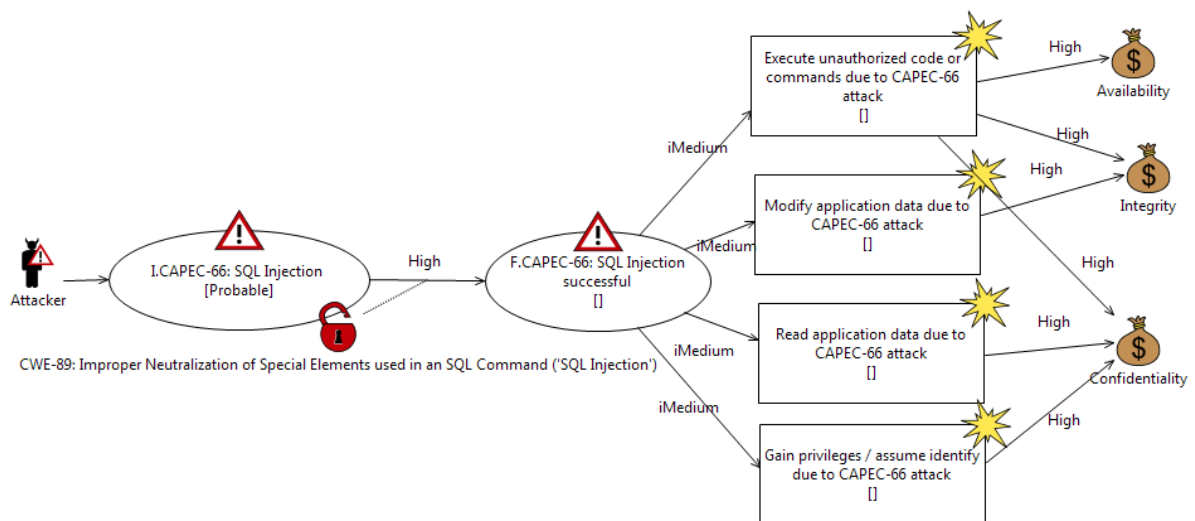 Attacker
I.CAPEC-66: SQL Injection
[Probable]
High
CWE-89: Improper Neutralization of Special Elements used in an SQL Command ('SQL Injection')
F.CAPEC-66: SQL Injection
successful
[]
iMedium
iMedium
iMedium
iMedium
Execute unauthorized code or
commands due to CAPEC-66
attack
[]
Modify application data due to
CAPEC-66 attack
[]
Read application data due to
CAPEC-66 attack
[]
Gain privileges / assume identify
due to CAPEC-66 attack
[]
High
High
High
High
High
High
$
Availability
$
Integrity
$
Confidentiality